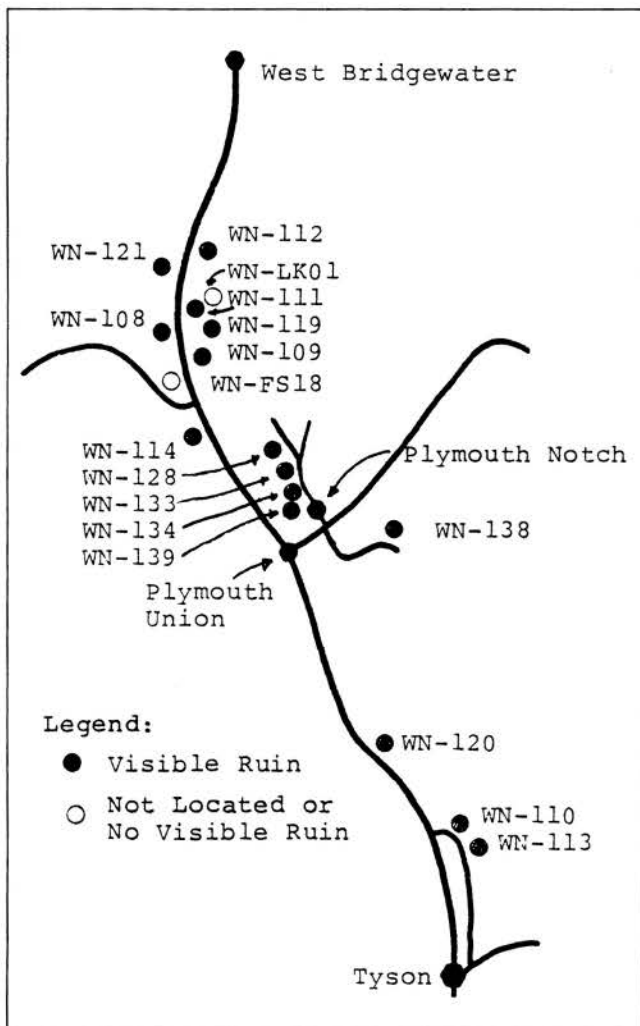 West Bridgewater
WN-112
WN-121
WN-LK01
WN-111
WN-108
WN-119
WN-109
WN-FS18
WN-114
WN-128
Plymouth Notch
WN-133
WN-134
WN-138
WN-139
Plymouth
Union
Legend:
Visible Ruin
WN-120
Not Located or
No Visible Ruin
WN-110
WN-113
Tyson